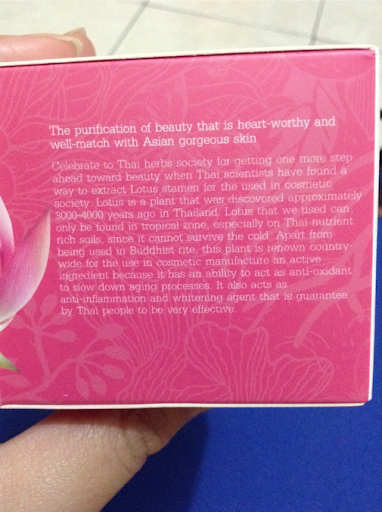 The purification of beauty that is heart-worthy and
well-match with Asian gorgeous skin
Celebrate to Thai herbs society for getting one more step
ahead toward beauty when Thai scientists have found a
way to extract Lotus stamen for the used in cosmetic
society. Lotus is a plant that was discovered approximately
3000-4000 years ago in Thailand. Lotus that we used can
only be found in tropical zone, especially on Thai nutrient
rich soils, since it cannot survive the cold. Apart from
being used in Buddhist rite, this plant is renown country-
wide for the use in cosmetic manufacture an active
ingredient because it has an ability to act as anti-oxidant
to slow down aging processes. It also acts as
anti-inflammation and whitening agent that is guarantee
by Thai people to be very effective.